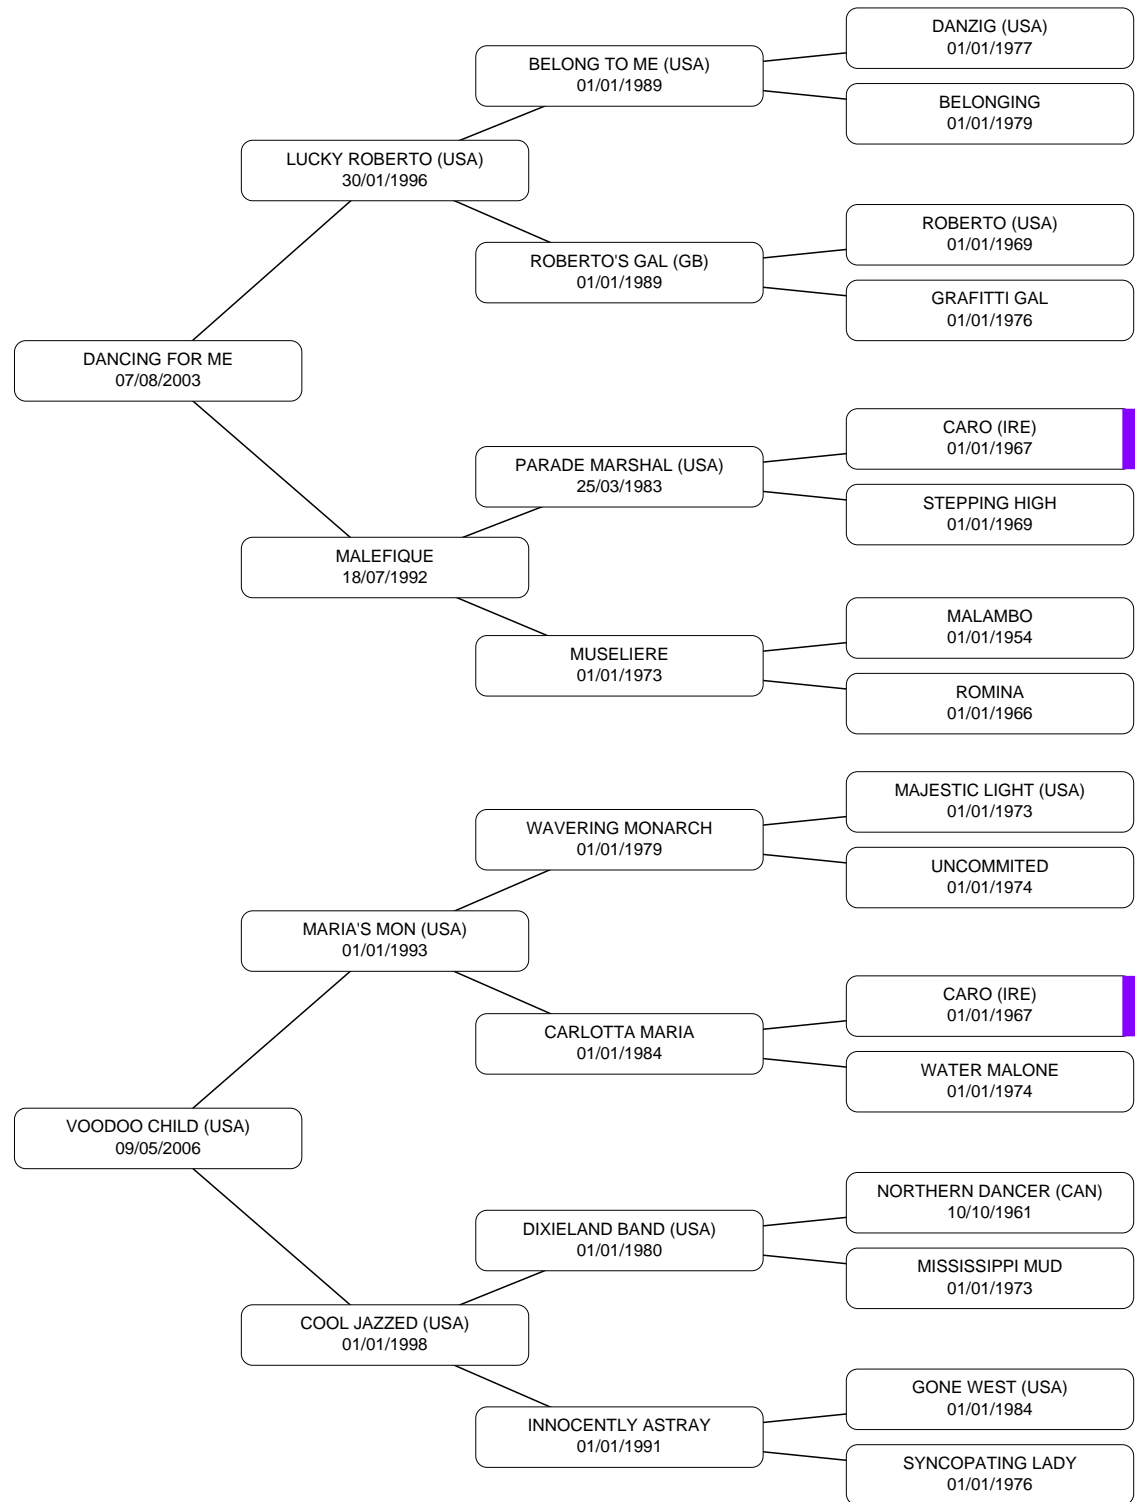 DANZIG (USA)
01/01/1977
BELONG TO ME (USA)
01/01/1989
BELONGING
01/01/1979
LUCKY ROBERTO (USA)
30/01/1996
ROBERTO (USA)
01/01/1969
ROBERTO'S GAL (GB)
01/01/1989
GRAFITTI GAL
01/01/1976
DANCING FOR ME
07/08/2003
CARO (IRE)
01/01/1967
PARADE MARSHAL (USA)
25/03/1983
STEPPING HIGH
01/01/1969
MALEFIQUE
18/07/1992
MALAMBO
01/01/1954
MUSELIERE
01/01/1973
ROMINA
01/01/1966
MAJESTIC LIGHT (USA)
01/01/1973
WAVERING MONARCH
01/01/1979
UNCOMMITED
01/01/1974
MARIA'S MON (USA)
01/01/1993
CARO (IRE)
01/01/1967
CARLOTTA MARIA
01/01/1984
WATER MALONE
01/01/1974
VOODOO CHILD (USA)
09/05/2006
NORTHERN DANCER (CAN)
10/10/1961
DIXIELAND BAND (USA)
01/01/1980
MISSISSIPPI MUD
01/01/1973
COOL JAZZED (USA)
01/01/1998
GONE WEST (USA)
01/01/1984
INNOCENTLY ASTRAY
01/01/1991
SYNCOPATING LADY
01/01/1976